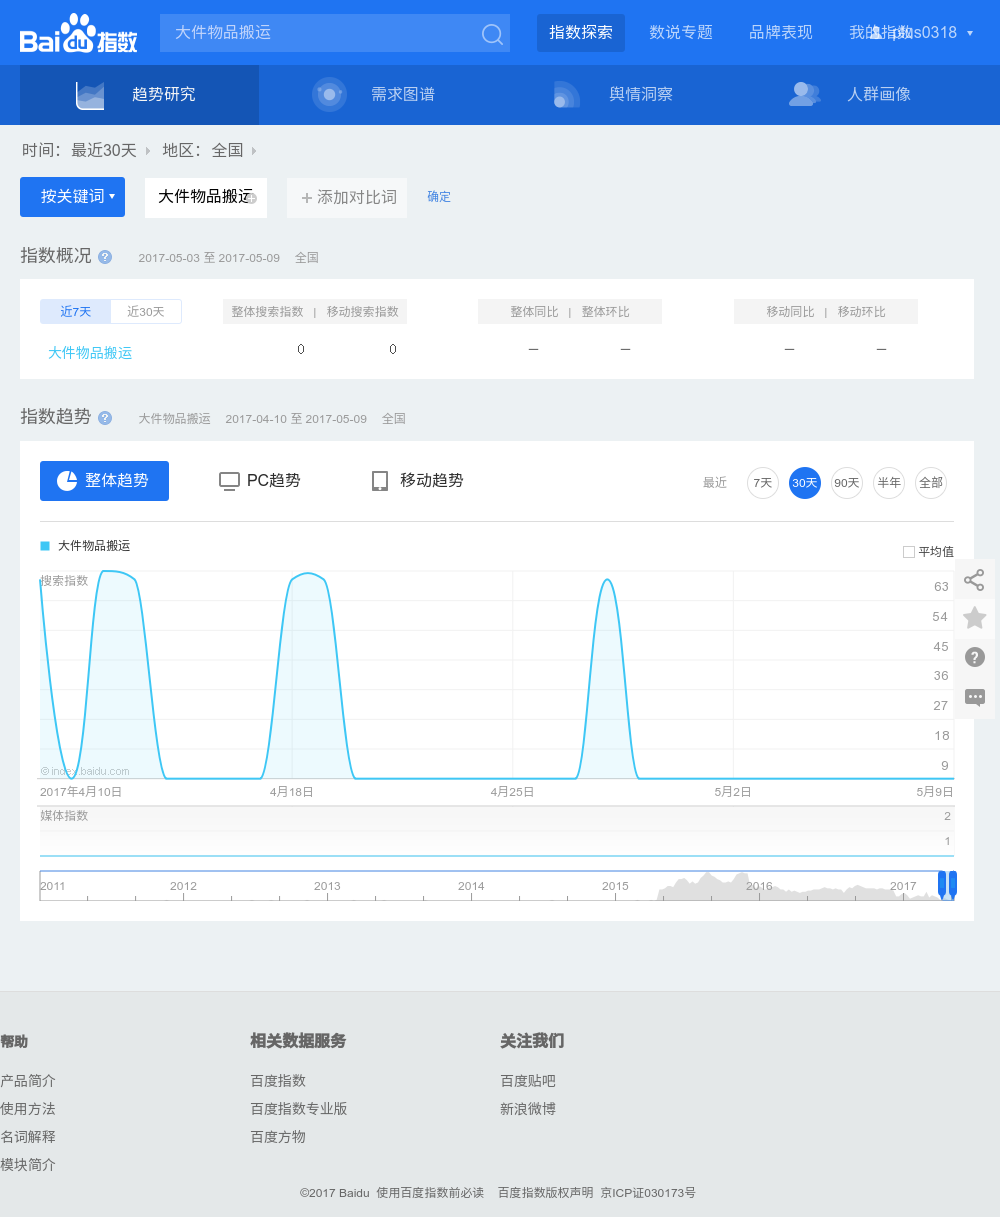 Bai du 指数 大件物品搬运 指数探索 数说专题 品牌表现 我的指数 plus0318
趋势研究 需求图谱 舆情洞察 人群画像
时间： 最近30天 地区： 全国
按关键词 大件物品搬运 添加对比词 确定
指数概况 ? 2017-05-03 至 2017-05-09 全国
近7天 近30天 整体搜索指数 | 移动搜索指数 整体同比 | 整体环比 移动同比 | 移动环比
大件物品搬运 0 0 — — — —
指数趋势 ? 大件物品搬运 2017-04-10 至 2017-05-09 全国
整体趋势 PC趋势 移动趋势 最近 7天 30天 90天 半年 全部
大件物品搬运
平均值
搜索指数
63
54
45
36
27
18
9
©index.baidu.com
2017年4月10日 4月18日 4月25日 5月2日 5月9日
媒体指数 2
1
2011 2012 2013 2014 2015 2016 2017
帮助 相关数据服务 关注我们
产品简介 百度指数 百度贴吧
使用方法 百度指数专业版 新浪微博
名词解释 百度方物
模块简介
©2017 Baidu 使用百度指数前必读 百度指数版权声明 京ICP证030173号